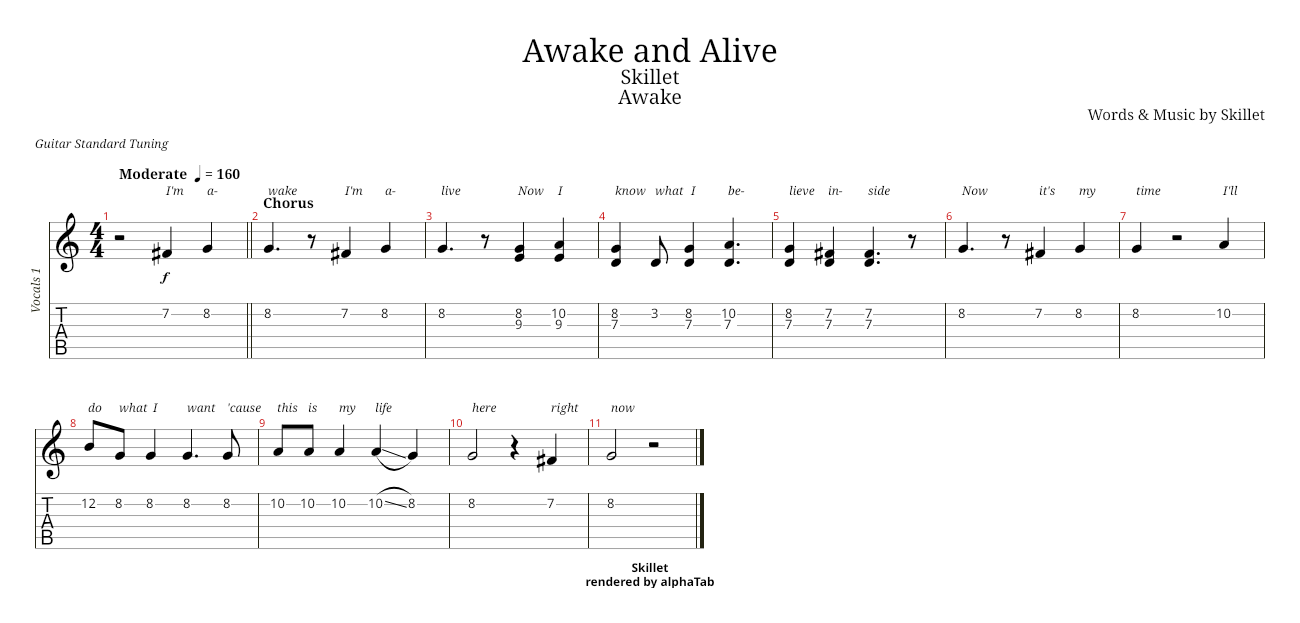 Awake and Alive
Skillet
Awake
Words & Music by Skillet
Guitar Standard Tuning
Moderate ♩ = 160
I'm a- wake I'm a- live Now I know what I be- lieve in- side Now it's my time I'll
Chorus
1 2 3 4 5 6 7
4
4
f
Vocals 1
7 8 8 7 8 8 8 10 8 3 8 10 8 7 7 8 7 8 8 10
9 9 7 7 7 7 7 7
T
A
B
do what I want 'cause this is my life here right now
8 9 10 11
12 8 8 8 8 10 10 10 10 8 8 7 8
T
A
B
Skillet
rendered by alphaTab